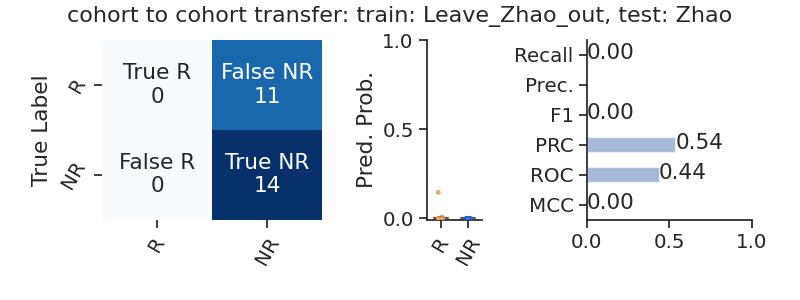 cohort to cohort transfer: train: Leave_Zhao_out, test: Zhao
True Label
R
NR
True R
0
False NR
11
False R
0
True NR
14
R
NR
Pred. Prob.
1.0
0.5
0.0
R
NR
Recall
0.00
Prec.
F1
0.00
PRC
0.54
ROC
0.44
MCC
0.00
0.0
0.5
1.0